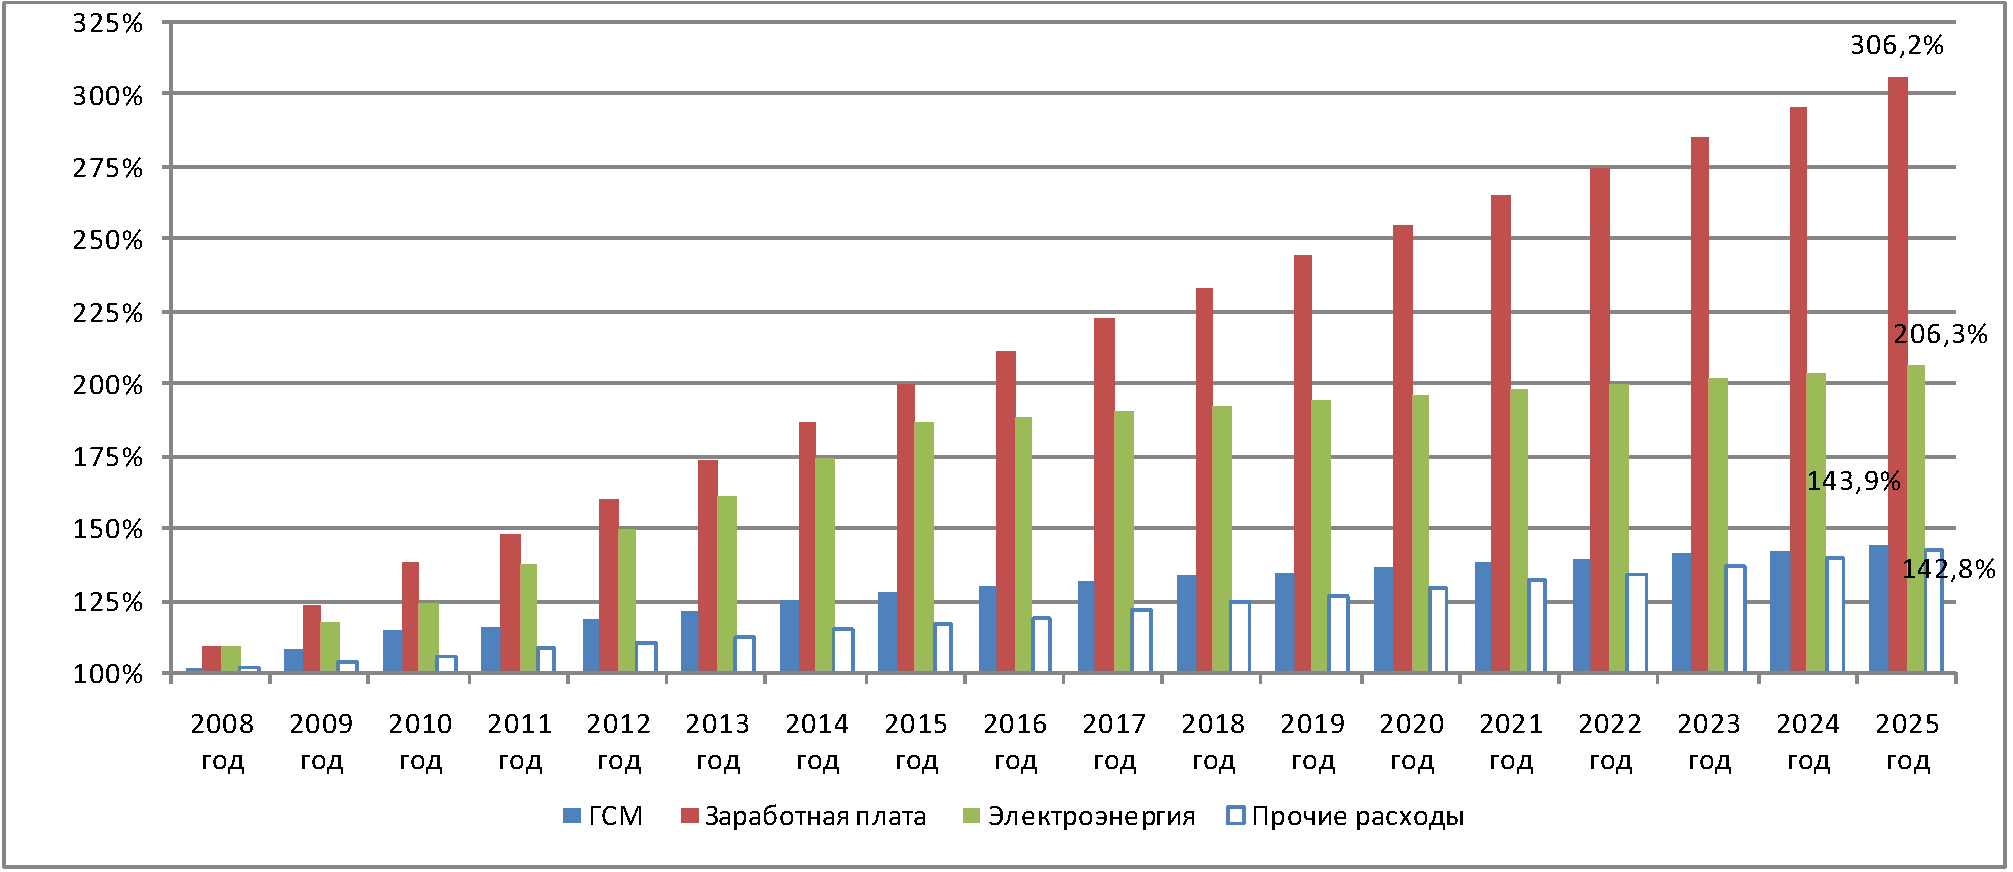 325%
306,2%
300%
275%
250%
225%
206,3%
200%
175%
143,9%
150%
142,8%
125%
100%
2008 год
2009 год
2010 год
2011 год
2012 год
2013 год
2014 год
2015 год
2016 год
2017 год
2018 год
2019 год
2020 год
2021 год
2022 год
2023 год
2024 год
2025 год
ГСМ Заработная плата Электроэнергия Прочие расходы